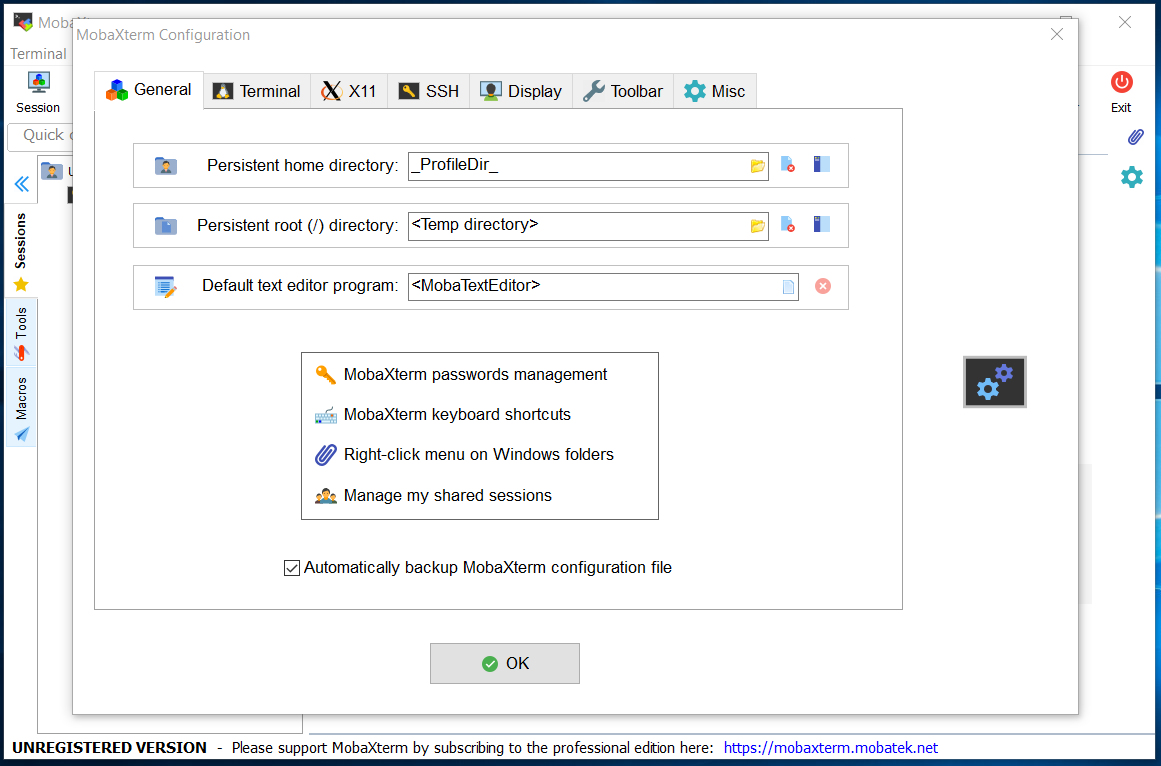 MobaX
MobaXterm Configuration
Terminal
General
Terminal
X11
SSH
Display
Toolbar
Misc
Session
Exit
Quick
Persistent home directory:
_ProfileDir_
Persistent root (/) directory:
<Temp directory>
Default text editor program:
<MobaTextEditor>
Sessions
Tools
Macros
MobaXterm passwords management
MobaXterm keyboard shortcuts
Right-click menu on Windows folders
Manage my shared sessions
Automatically backup MobaXterm configuration file
OK
UNREGISTERED VERSION - Please support MobaXterm by subscribing to the professional edition here: https://mobaxterm.mobatek.net